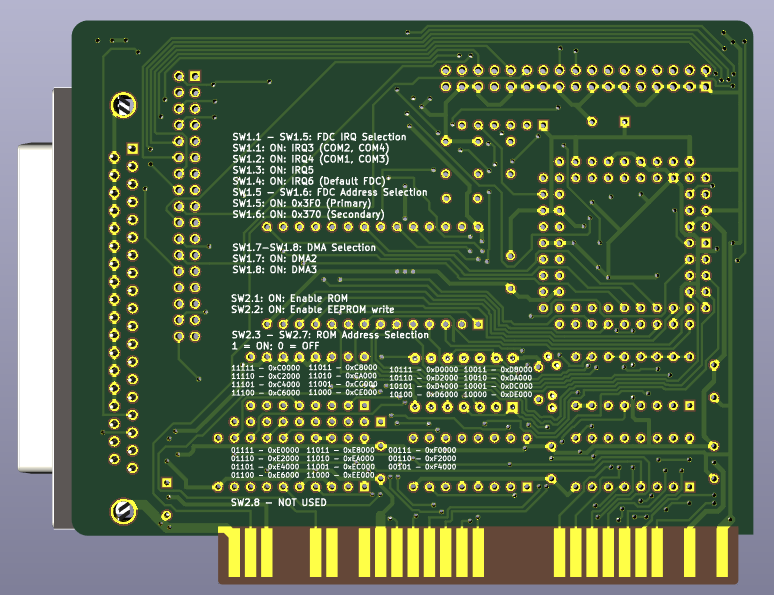 SW1.1 – SW1.5: FDC IRQ Selection
SW1.1: ON: IRQ3 (COM2, COM4)
SW1.2: ON: IRQ4 (COM1, COM3)
SW1.3: ON: IRQ5
SW1.4: ON: IRQ6 (Default FDC)*
SW1.5 – SW1.6: FDC Address Selection
SW1.5: ON: 0x3F0 (Primary)
SW1.6: ON: 0x370 (Secondary)
SW1.7–SW1.8: DMA Selection
SW1.7: ON: DMA2
SW1.8: ON: DMA3
SW2.1: ON: Enable ROM
SW2.2: ON: Enable EEPROM write
SW2.3 – SW2.7: ROM Address Selection
1 = ON; 0 = OFF
11111 – 0xC0000 11011 – 0xC8000 10111 – 0xD0000 10011 – 0xD8000
11110 – 0xC2000 11010 – 0xCA000 10110 – 0xD2000 10010 – 0xDA000
11101 – 0xC4000 11001 – 0xCC000 10101 – 0xD4000 10001 – 0xDC000
11100 – 0xC6000 11000 – 0xCE000 10100 – 0xD6000 10000 – 0xDE000
01111 – 0xE0000 11011 – 0xE8000 00111 – 0xF0000
01110 – 0xE2000 11010 – 0xEA000 00110 – 0xF2000
01101 – 0xE4000 11001 – 0xEC000 00101 – 0xF4000
01100 – 0xE6000 11000 – 0xEE000
SW2.8 – NOT USED